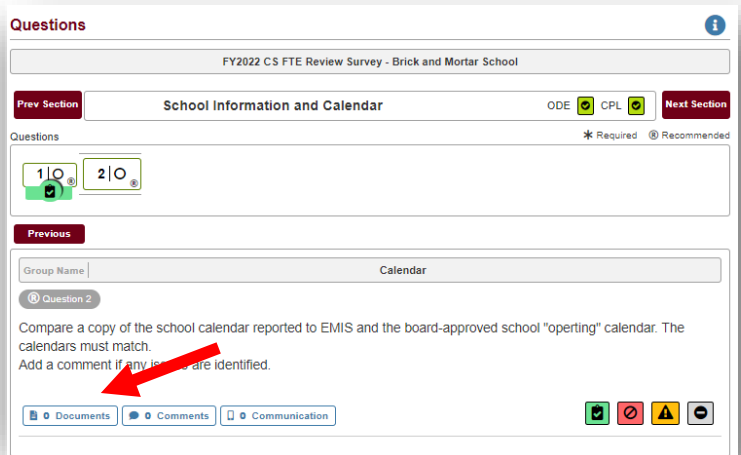 Questions
FY2022 CS FTE Review Survey - Brick and Mortar School
Prev Section
School Information and Calendar
ODE
CPL
Next Section
Questions
* Required ® Recommended
1 | O ®
2 | O ®
Previous
Group Name
Calendar
® Question 2
Compare a copy of the school calendar reported to EMIS and the board-approved school "operting" calendar. The
calendars must match.
Add a comment if any are identified.
0 Documents
0 Comments
0 Communication